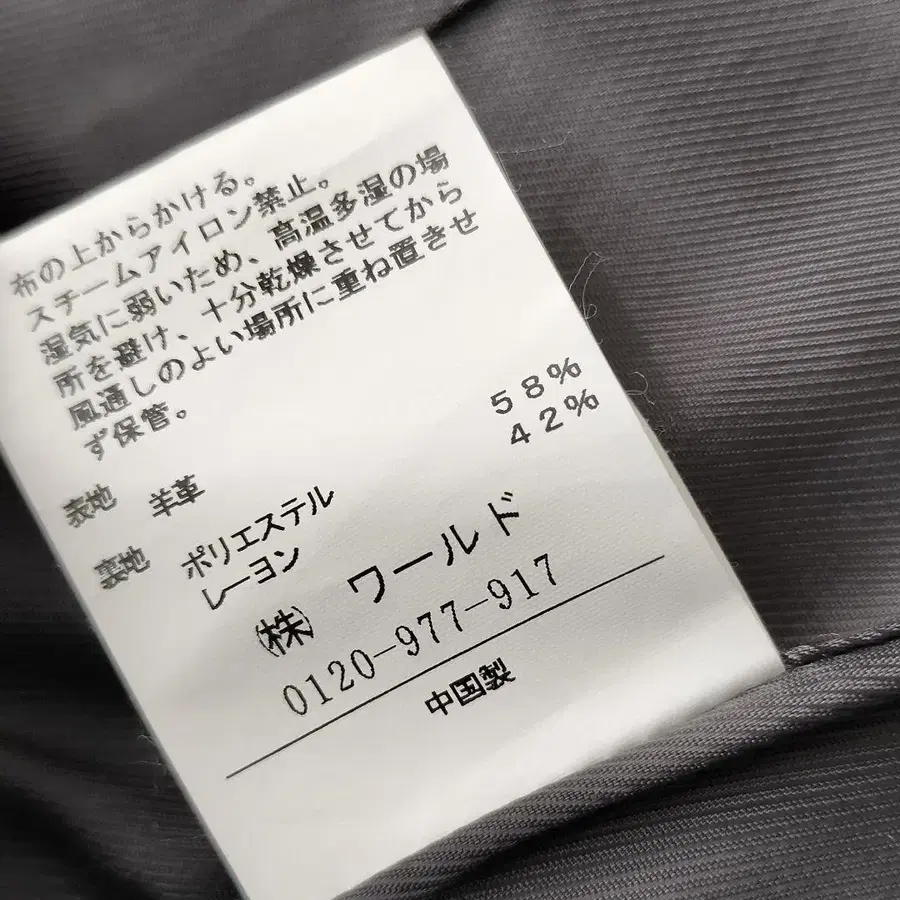 布の上からかける。
スチームアイロン禁止。
湿気に弱いため、高温多湿の場
所を避け、十分乾燥させてから
風通しのよい場所に重ね置きせ
ず保管。
表地 羊革
裏地 ポリエステル 58%
レーヨン 42%
㈱ ワールド
0120-977-917
中国製